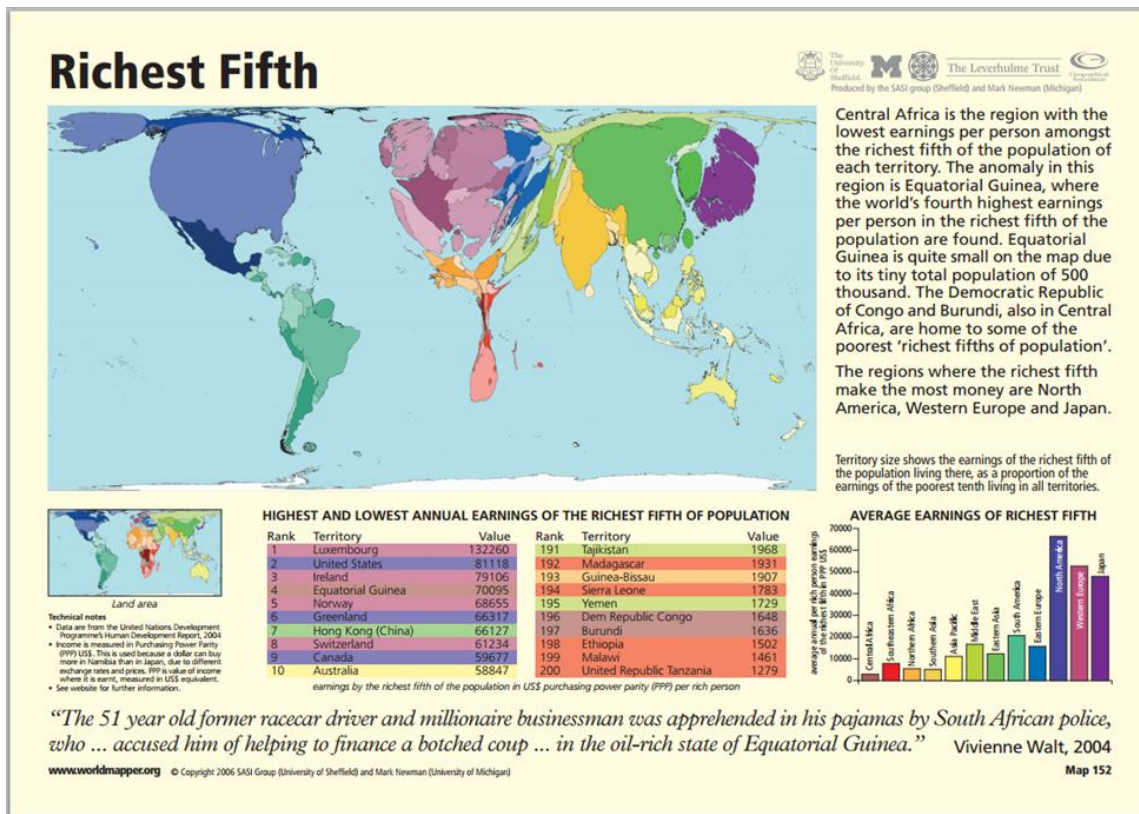 Richest Fifth
The
University
Of
Sheffield.
M
The Leverhulme Trust
Geographical
Association
Produced by the SASI group (Sheffield) and Mark Newman (Michigan)
Central Africa is the region with the
lowest earnings per person amongst
the richest fifth of the population of
each territory. The anomaly in this
region is Equatorial Guinea, where
the world's fourth highest earnings
per person in the richest fifth of the
population are found. Equatorial
Guinea is quite small on the map due
to its tiny total population of 500
thousand. The Democratic Republic
of Congo and Burundi, also in Central
Africa, are home to some of the
poorest 'richest fifths of population'.
The regions where the richest fifth
make the most money are North
America, Western Europe and Japan.
Territory size shows the earnings of the richest fifth of
the population living there, as a proportion of the
earnings of the poorest tenth living in all territories.
Land area
Technical notes
• Data are from the United Nations Development
Programme's Human Development Report, 2004
• Income is measured in Purchasing Power Parity
(PPP) US$. This is used because a dollar can buy
more in Namibia than in Japan, due to different
exchange rates and prices. PPP is value of income
where it is earnt, measured in US$ equivalent.
• See website for further information.
HIGHEST AND LOWEST ANNUAL EARNINGS OF THE RICHEST FIFTH OF POPULATION
Rank Territory Value Rank Territory Value
1 Luxembourg 132260 191 Tajikistan 1968
2 United States 81118 192 Madagascar 1931
3 Ireland 79106 193 Guinea-Bissau 1907
4 Equatorial Guinea 70095 194 Sierra Leone 1783
5 Norway 68655 195 Yemen 1729
6 Greenland 66317 196 Dem Republic Congo 1648
7 Hong Kong (China) 66127 197 Burundi 1636
8 Switzerland 61234 198 Ethiopia 1502
9 Canada 59677 199 Malawi 1461
10 Australia 58847 200 United Republic Tanzania 1279
earnings by the richest fifth of the population in US$ purchasing power parity (PPP) per rich person
AVERAGE EARNINGS OF RICHEST FIFTH
average annual per rich person earnings
of the richest fifth in PPP US$
70000
60000
50000
40000
30000
20000
10000
0
Central Africa
Southeastern Africa
Northern Africa
Southern Asia
Asia Pacific
Middle East
Eastern Asia
South America
Eastern Europe
North America
Western Europe
Japan
"The 51 year old former racecar driver and millionaire businessman was apprehended in his pajamas by South African police,
who ... accused him of helping to finance a botched coup ... in the oil-rich state of Equatorial Guinea." Vivienne Walt, 2004
www.worldmapper.org © Copyright 2006 SASI Group (University of Sheffield) and Mark Newman (University of Michigan) Map 152